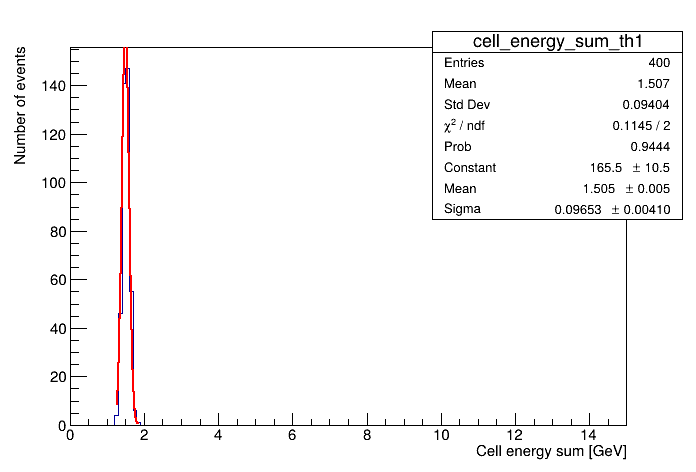 cell_energy_sum_th1
Entries 400
Mean 1.507
Std Dev 0.09404
χ² / ndf 0.1145 / 2
Prob 0.9444
Constant 165.5 ± 10.5
Mean 1.505 ± 0.005
Sigma 0.09653 ± 0.00410
Number of events
140
120
100
80
60
40
20
0
0 2 4 6 8 10 12 14
Cell energy sum [GeV]